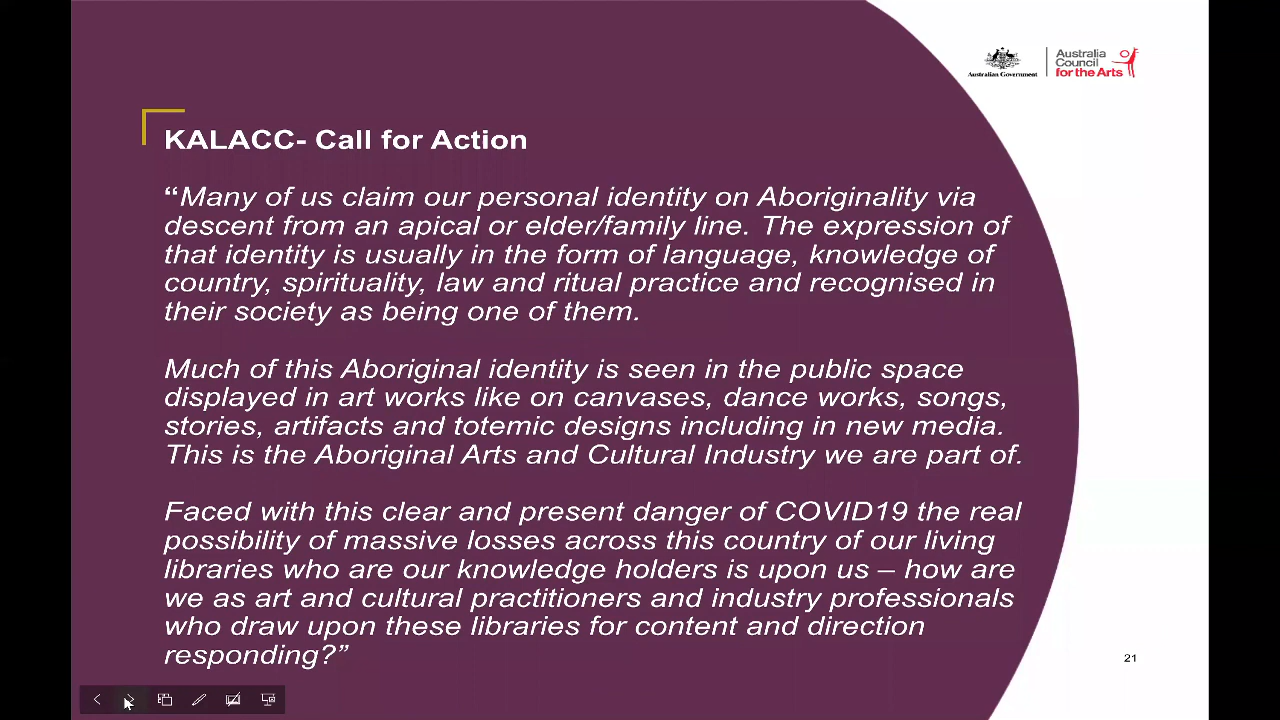 Australian Government
Australia
Council
for the Arts
KALACC- Call for Action
“Many of us claim our personal identity on Aboriginality via
descent from an apical or elder/family line. The expression of
that identity is usually in the form of language, knowledge of
country, spirituality, law and ritual practice and recognised in
their society as being one of them.
Much of this Aboriginal identity is seen in the public space
displayed in art works like on canvases, dance works, songs,
stories, artifacts and totemic designs including in new media.
This is the Aboriginal Arts and Cultural Industry we are part of.
Faced with this clear and present danger of COVID19 the real
possibility of massive losses across this country of our living
libraries who are our knowledge holders is upon us – how are
we as art and cultural practitioners and industry professionals
who draw upon these libraries for content and direction
responding?”
21